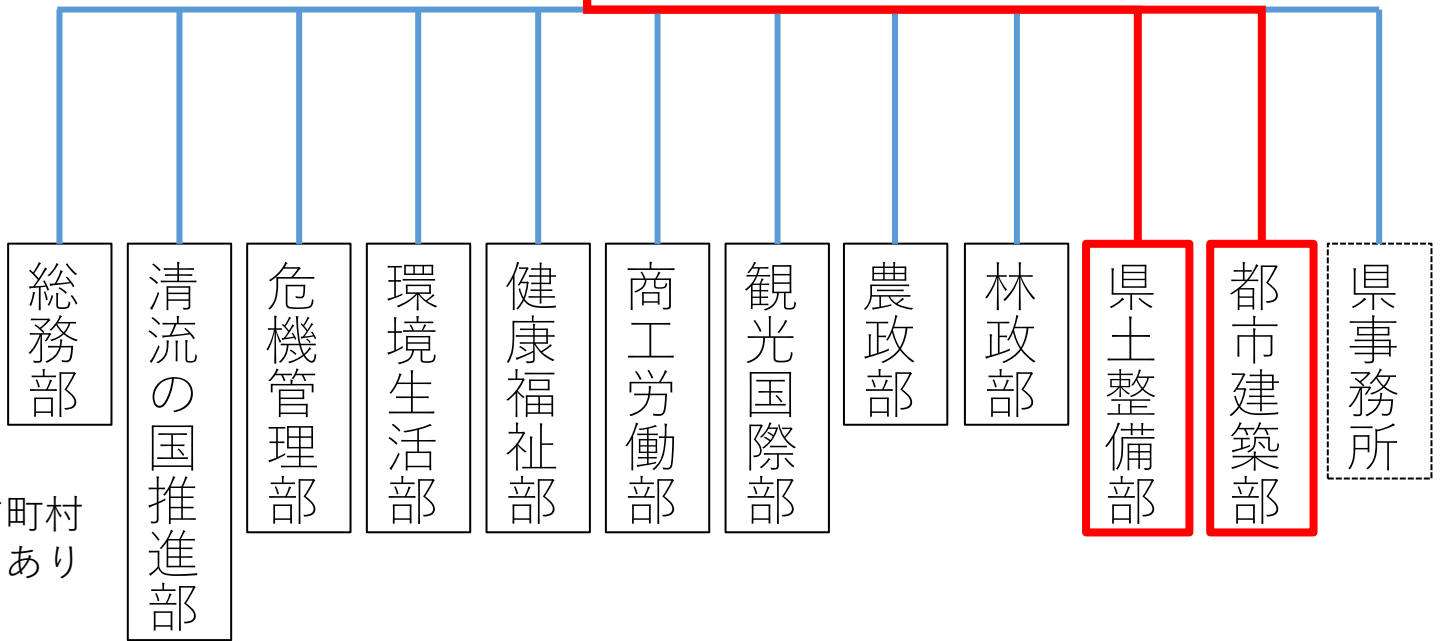 総務部
清流の国推進部
危機管理部
環境生活部
健康福祉部
商工労働部
観光国際部
農政部
林政部
県土整備部
都市建築部
県事務所
町村
あり